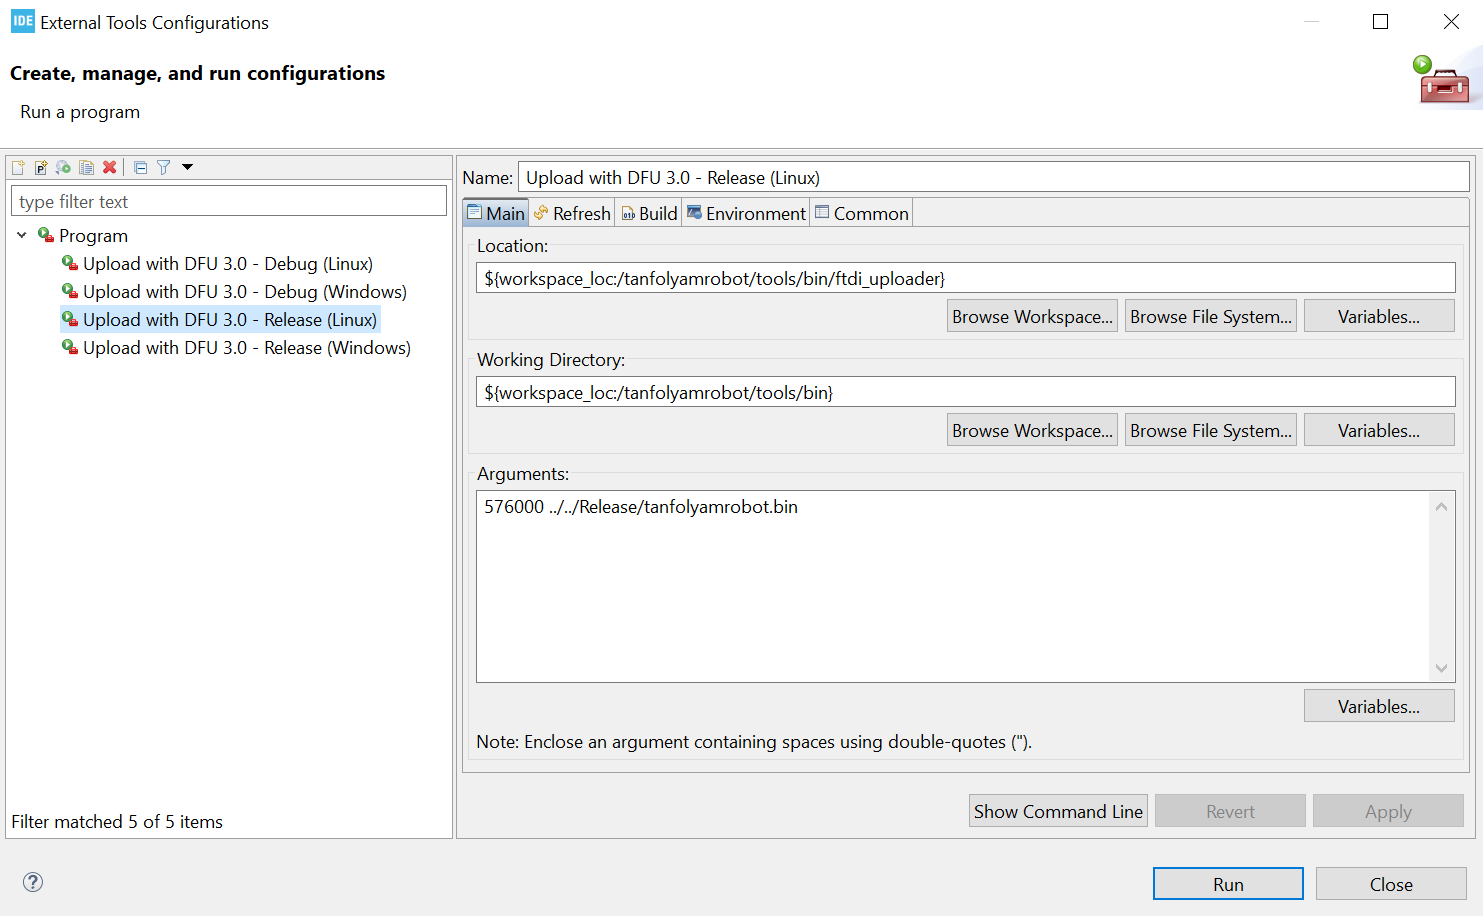 IDE External Tools Configurations
Create, manage, and run configurations
Run a program
type filter text
Program
Upload with DFU 3.0 - Debug (Linux)
Upload with DFU 3.0 - Debug (Windows)
Upload with DFU 3.0 - Release (Linux)
Upload with DFU 3.0 - Release (Windows)
Filter matched 5 of 5 items
Name: Upload with DFU 3.0 - Release (Linux)
Main Refresh Build Environment Common
Location:
${workspace_loc:/tanfolyamrobot/tools/bin/ftdi_uploader}
Browse Workspace... Browse File System... Variables...
Working Directory:
${workspace_loc:/tanfolyamrobot/tools/bin}
Browse Workspace... Browse File System... Variables...
Arguments:
576000 ../../Release/tanfolyamrobot.bin
Variables...
Note: Enclose an argument containing spaces using double-quotes (").
Show Command Line Revert Apply
Run Close